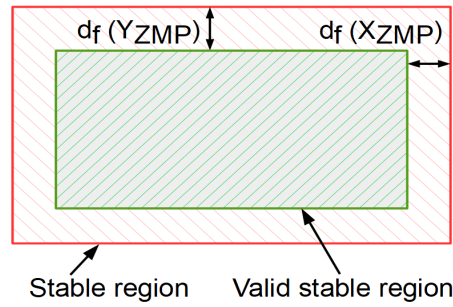 df (YZMP)
df (XZMP)
Stable region
Valid stable region